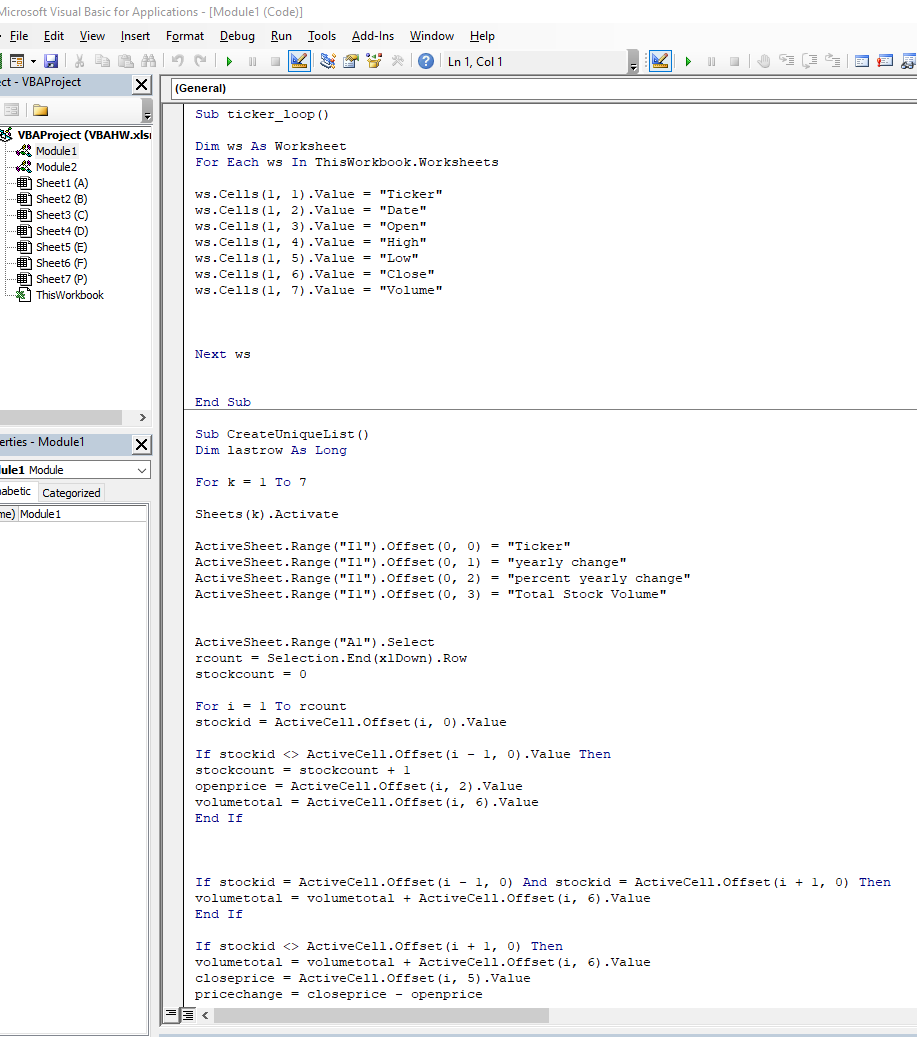 Microsoft Visual Basic for Applications - [Module1 (Code)]
File Edit View Insert Format Debug Run Tools Add-Ins Window Help
Ln 1, Col 1
ct - VBAProject
VBAProject (VBAHW.xls
Module1
Module2
Sheet1 (A)
Sheet2 (B)
Sheet3 (C)
Sheet4 (D)
Sheet5 (E)
Sheet6 (F)
Sheet7 (P)
ThisWorkbook
erties - Module1
ule1 Module
abetic Categorized
me) Module1
(General)
Sub ticker_loop()
Dim ws As Worksheet
For Each ws In ThisWorkbook.Worksheets
ws.Cells(1, 1).Value = "Ticker"
ws.Cells(1, 2).Value = "Date"
ws.Cells(1, 3).Value = "Open"
ws.Cells(1, 4).Value = "High"
ws.Cells(1, 5).Value = "Low"
ws.Cells(1, 6).Value = "Close"
ws.Cells(1, 7).Value = "Volume"
Next ws
End Sub
Sub CreateUniqueList()
Dim lastrow As Long
For k = 1 To 7
Sheets(k).Activate
ActiveSheet.Range("I1").Offset(0, 0) = "Ticker"
ActiveSheet.Range("I1").Offset(0, 1) = "yearly change"
ActiveSheet.Range("I1").Offset(0, 2) = "percent yearly change"
ActiveSheet.Range("I1").Offset(0, 3) = "Total Stock Volume"
ActiveSheet.Range("A1").Select
rcount = Selection.End(xlDown).Row
stockcount = 0
For i = 1 To rcount
stockid = ActiveCell.Offset(i, 0).Value
If stockid <> ActiveCell.Offset(i - 1, 0).Value Then
stockcount = stockcount + 1
openprice = ActiveCell.Offset(i, 2).Value
volumetotal = ActiveCell.Offset(i, 6).Value
End If
If stockid = ActiveCell.Offset(i - 1, 0) And stockid = ActiveCell.Offset(i + 1, 0) Then
volumetotal = volumetotal + ActiveCell.Offset(i, 6).Value
End If
If stockid <> ActiveCell.Offset(i + 1, 0) Then
volumetotal = volumetotal + ActiveCell.Offset(i, 6).Value
closeprice = ActiveCell.Offset(i, 5).Value
pricechange = closeprice - openprice